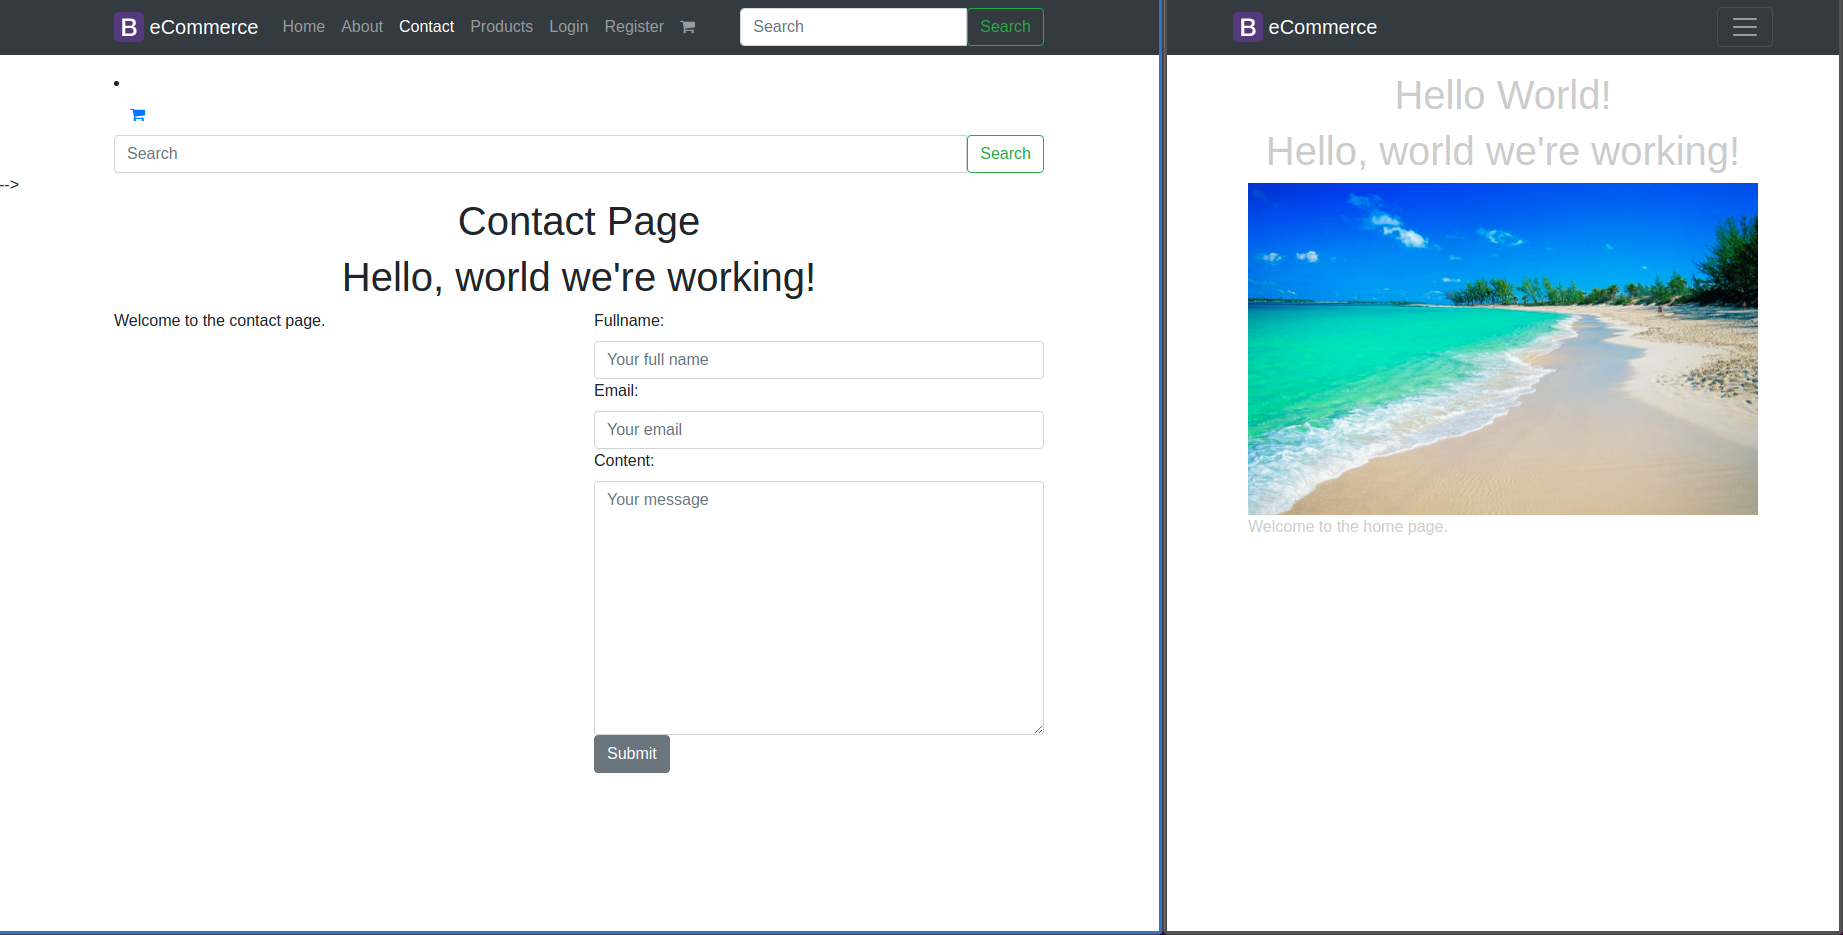 B eCommerce Home About Contact Products Login Register Search Search
Search Search
-->
Contact Page
Hello, world we're working!
Welcome to the contact page.
Fullname:
Your full name
Email:
Your email
Content:
Your message
Submit
B eCommerce
Hello World!
Hello, world we're working!
Welcome to the home page.